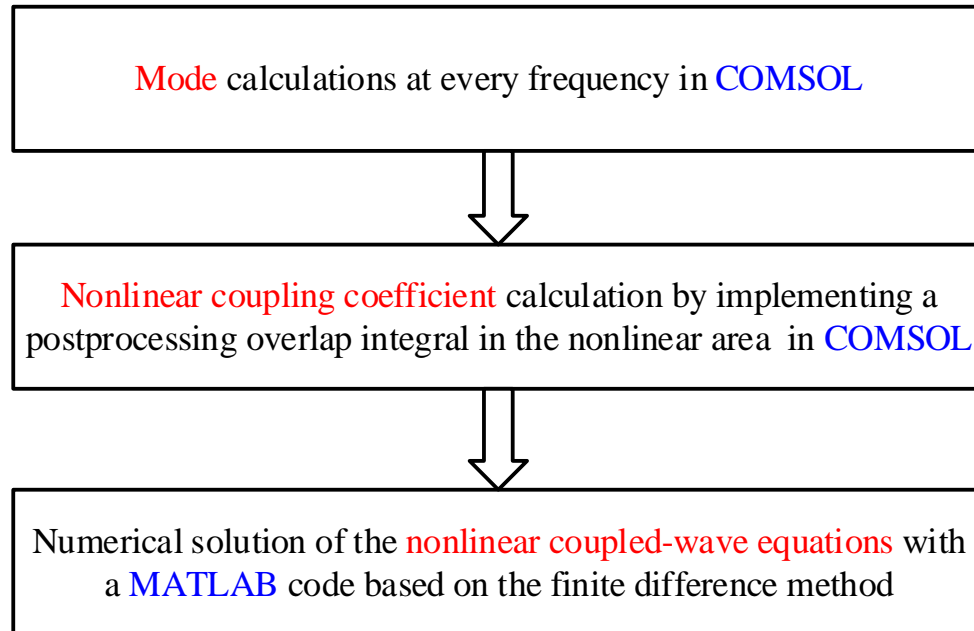 Mode calculations at every frequency in COMSOL
Nonlinear coupling coefficient calculation by implementing a
postprocessing overlap integral in the nonlinear area in COMSOL
Numerical solution of the nonlinear coupled-wave equations with
a MATLAB code based on the finite difference method